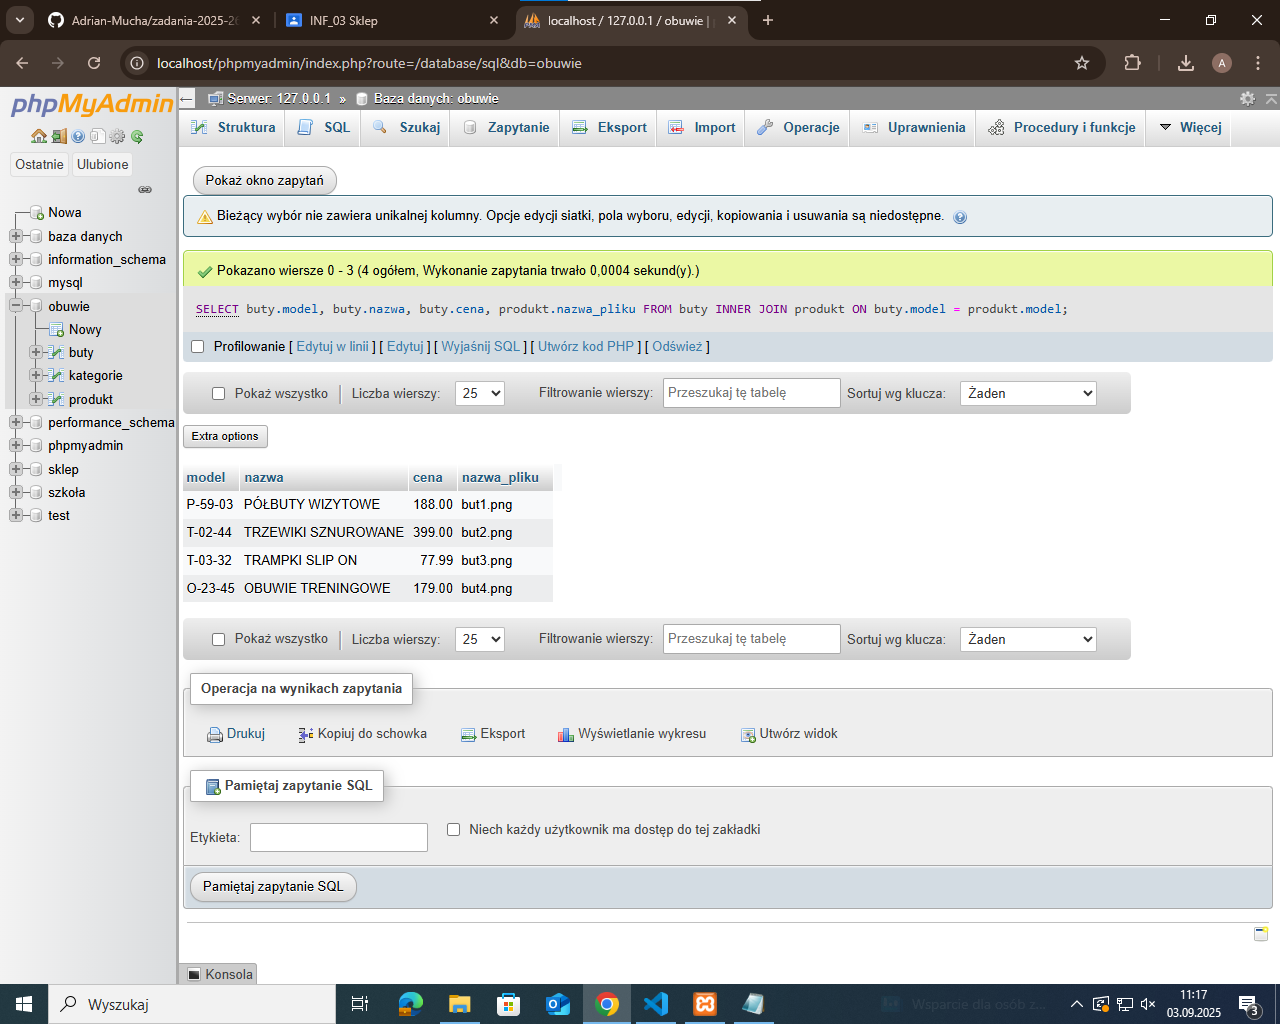 Adrian-Mucha/zadania-2025-26
INF_03 Sklep
localhost / 127.0.0.1 / obuwie |
localhost/phpmyadmin/index.php?route=/database/sql&db=obuwie
A
phpMyAdmin
Serwer: 127.0.0.1 » Baza danych: obuwie
Struktura SQL Szukaj Zapytanie Eksport Import Operacje Uprawnienia Procedury i funkcje Więcej
Ostatnie Ulubione
Nowa
baza danych
information_schema
mysql
obuwie
Nowy
buty
kategorie
produkt
performance_schema
phpmyadmin
sklep
szkoła
test
Pokaż okno zapytań
Bieżący wybór nie zawiera unikalnej kolumny. Opcje edycji siatki, pola wyboru, edycji, kopiowania i usuwania są niedostępne.
Pokazano wiersze 0 - 3 (4 ogółem, Wykonanie zapytania trwało 0,0004 sekund(y).)
SELECT buty.model, buty.nazwa, buty.cena, produkt.nazwa_pliku FROM buty INNER JOIN produkt ON buty.model = produkt.model;
Profilowanie [ Edytuj w linii ] [ Edytuj ] [ Wyjaśnij SQL ] [ Utwórz kod PHP ] [ Odśwież ]
Pokaż wszystko Liczba wierszy: 25 Filtrowanie wierszy: Przeszukaj tę tabelę Sortuj wg klucza: Żaden
Extra options
model nazwa cena nazwa_pliku
P-59-03 PÓŁBUTY WIZYTOWE 188.00 but1.png
T-02-44 TRZEWIKI SZNUROWANE 399.00 but2.png
T-03-32 TRAMPKI SLIP ON 77.99 but3.png
O-23-45 OBUWIE TRENINGOWE 179.00 but4.png
Pokaż wszystko Liczba wierszy: 25 Filtrowanie wierszy: Przeszukaj tę tabelę Sortuj wg klucza: Żaden
Operacja na wynikach zapytania
Drukuj Kopiuj do schowka Eksport Wyświetlanie wykresu Utwórz widok
Pamiętaj zapytanie SQL
Etykieta: Niech każdy użytkownik ma dostęp do tej zakładki
Pamiętaj zapytanie SQL
Konsola
Wyszukaj
Wsparcie dla osób z...
11:17
03.09.2025
3